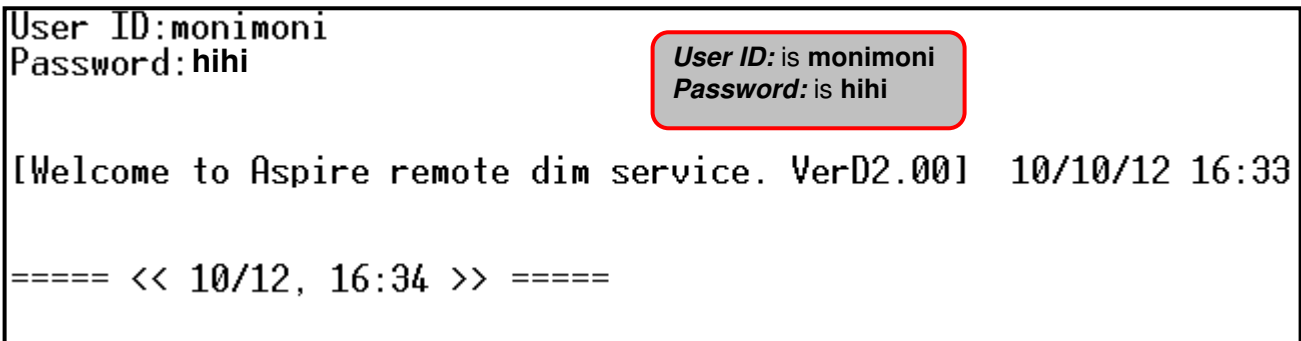 User ID:monimoni
Password:hihi
User ID: is monimoni
Password: is hihi
[Welcome to Aspire remote dim service. VerD2.00]  10/10/12 16:33
===== << 10/12, 16:34 >> =====